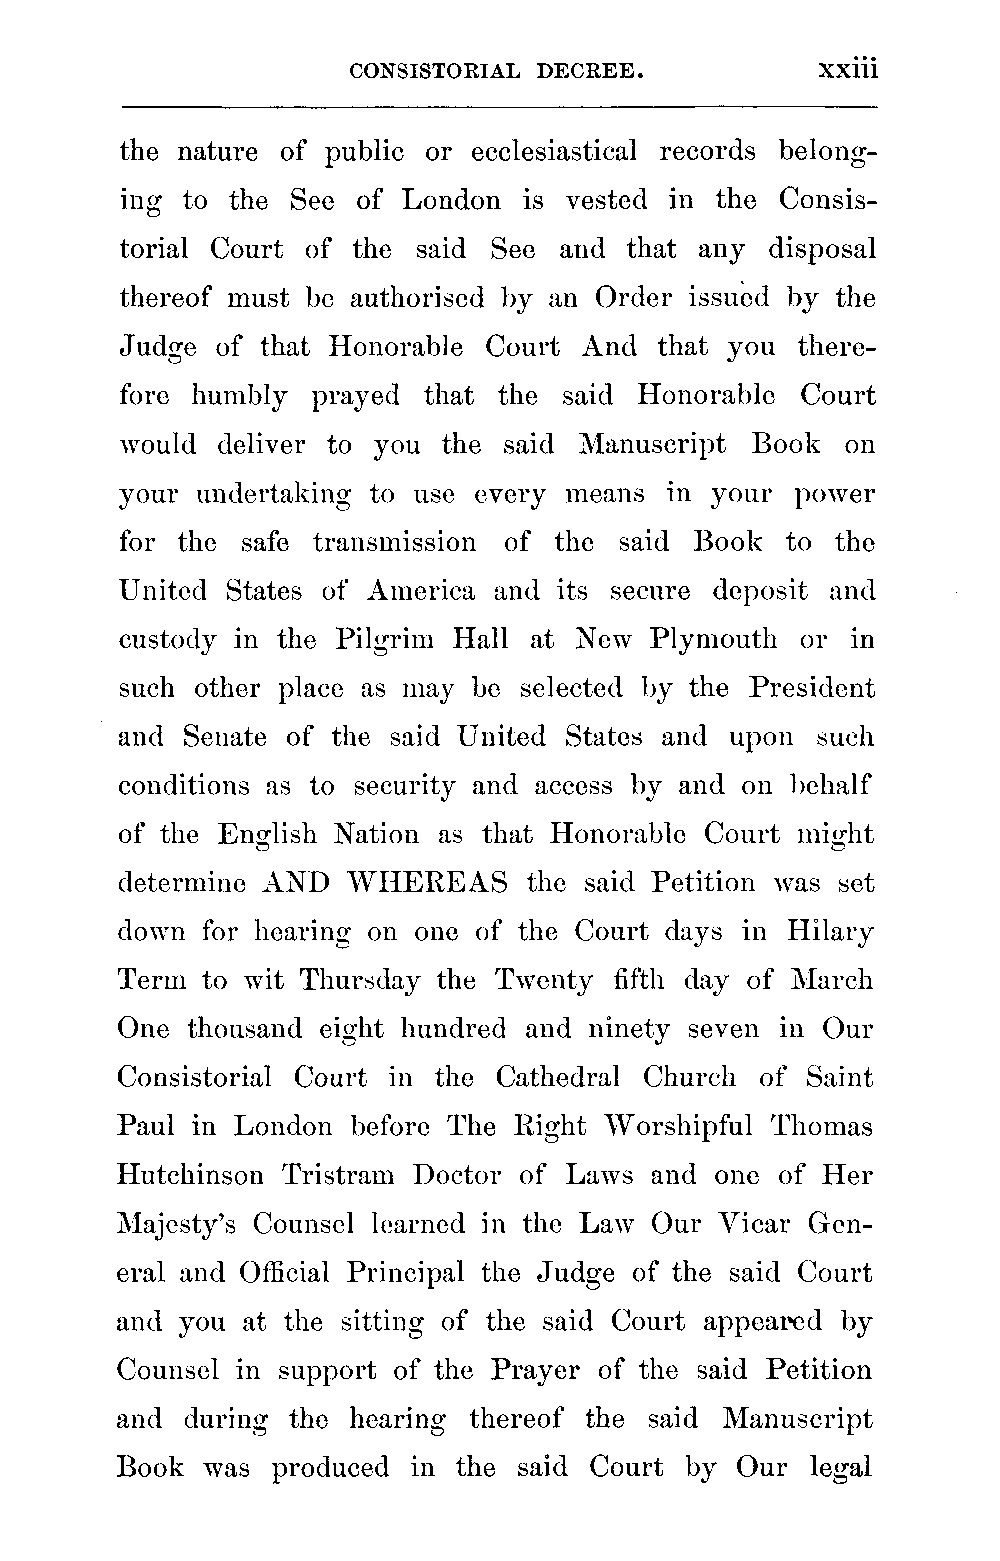 CONSISTORIAL DECREE. xxiii
the nature of public or ecclesiastical records belong-
ing to the See of London is vested in the Consis-
torial Court of the said See and that any disposal
thereof must be authorised by an Order issued by the
Judge of that Honorable Court And that you there-
fore humbly prayed that the said Honorable Court
would deliver to you the said Manuscript Book on
your undertaking to use every means in your power
for the safe transmission of the said Book to the
United States of America and its secure deposit and
custody in the Pilgrim Hall at New Plymouth or in
such other place as may be selected by the President
and Senate of the said United States and upon such
conditions as to security and access by and on behalf
of the English Nation as that Honorable Court might
determine AND WHEREAS the said Petition was set
down for hearing on one of the Court days in Hilary
Term to wit Thursday the Twenty fifth day of March
One thousand eight hundred and ninety seven in Our
Consistorial Court in the Cathedral Church of Saint
Paul in London before The Right Worshipful Thomas
Hutchinson Tristram Doctor of Laws and one of Her
Majesty's Counsel learned in the Law Our Vicar Gen-
eral and Official Principal the Judge of the said Court
and you at the sitting of the said Court appeared by
Counsel in support of the Prayer of the said Petition
and during the hearing thereof the said Manuscript
Book was produced in the said Court by Our legal